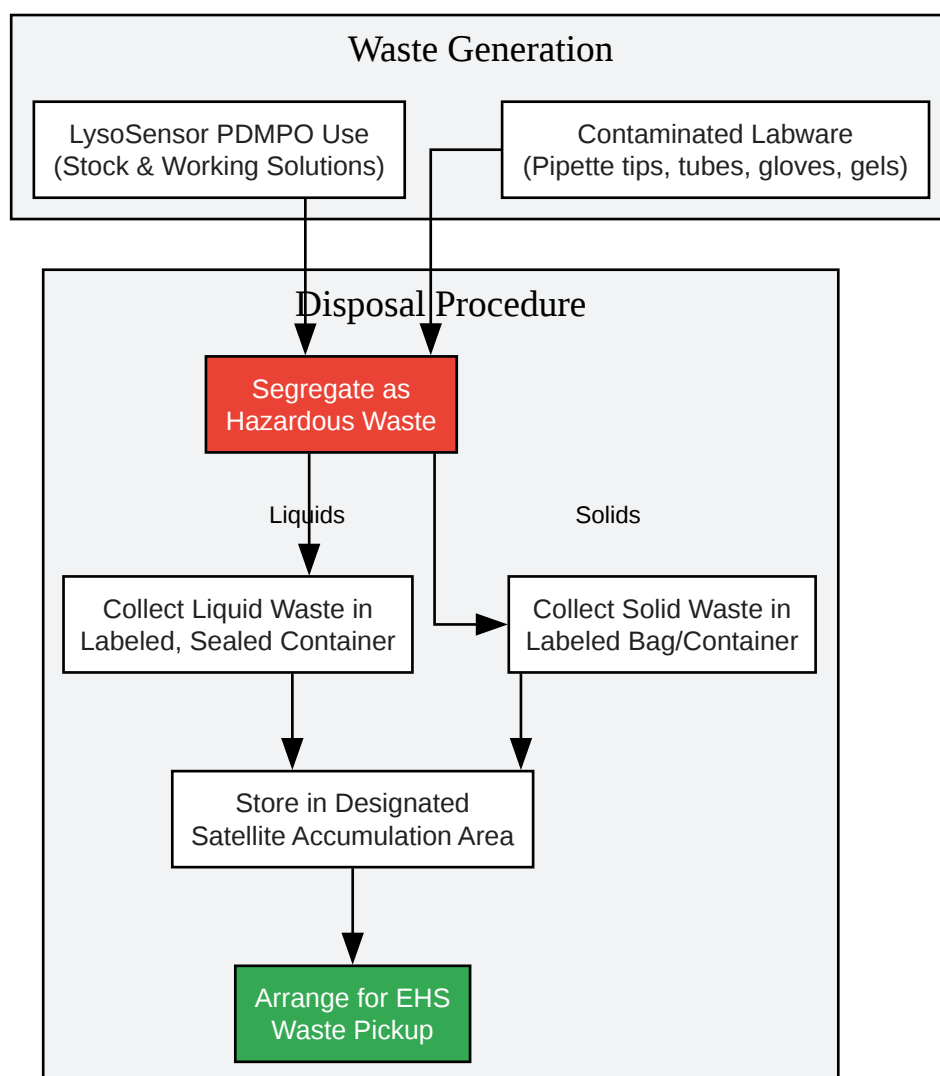 Waste Generation
LysoSensor PDMPO Use
(Stock & Working Solutions)
Contaminated Labware
(Pipette tips, tubes, gloves, gels)
Disposal Procedure
Segregate as
Hazardous Waste
Liquids
Solids
Collect Liquid Waste in
Labeled, Sealed Container
Collect Solid Waste in
Labeled Bag/Container
Store in Designated
Satellite Accumulation Area
Arrange for EHS
Waste Pickup